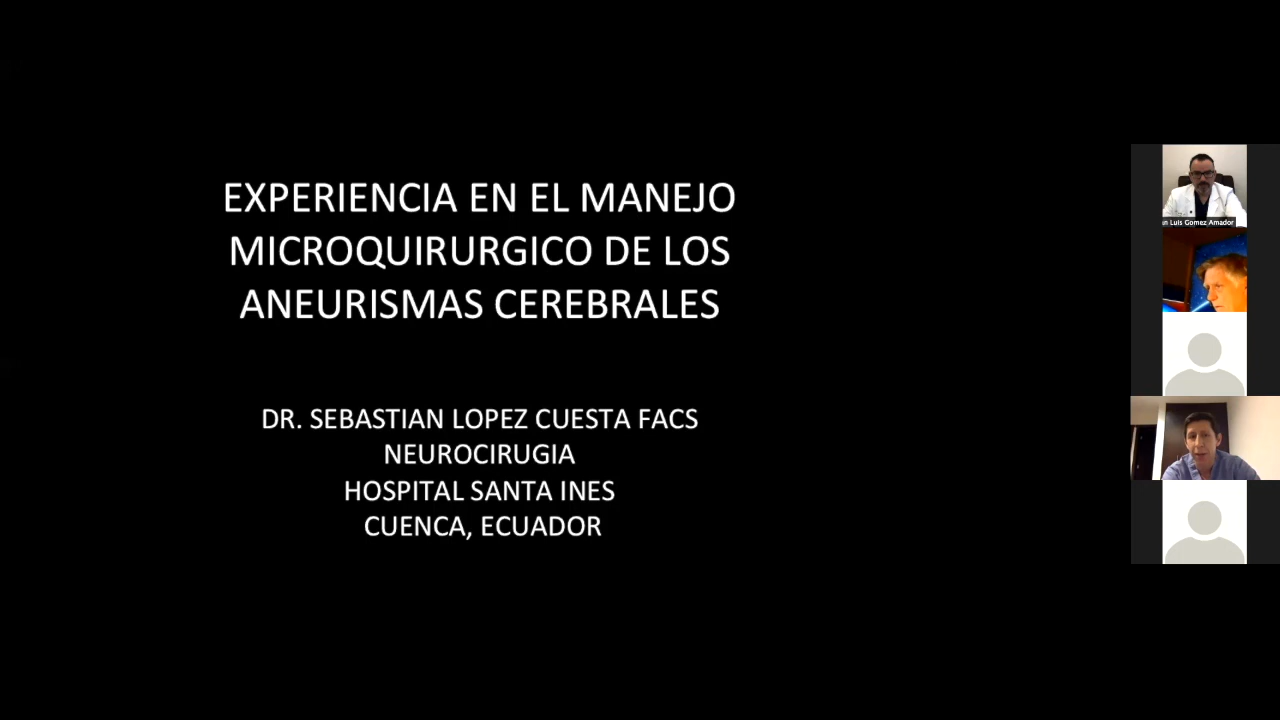 EXPERIENCIA EN EL MANEJO
MICROQUIRURGICO DE LOS
ANEURISMAS CEREBRALES
DR. SEBASTIAN LOPEZ CUESTA FACS
NEUROCIRUGIA
HOSPITAL SANTA INES
CUENCA, ECUADOR
Luis Gomez Amador